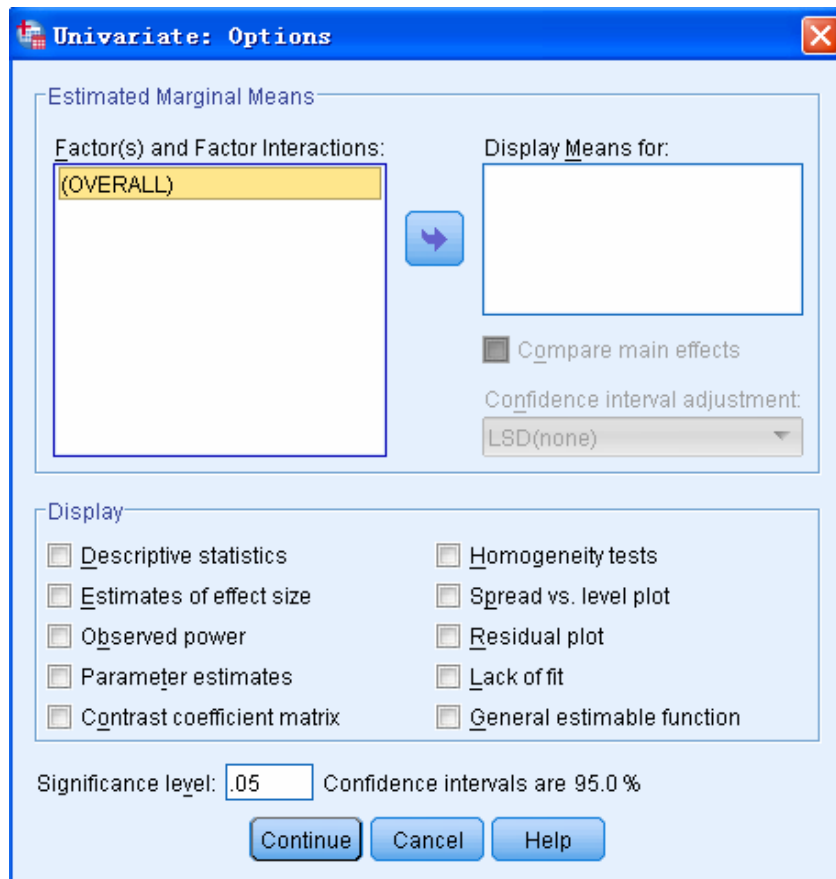 Univariate: Options
Estimated Marginal Means
Factor(s) and Factor Interactions:
(OVERALL)
Display Means for:
Compare main effects
Confidence interval adjustment:
LSD(none)
Display
Descriptive statistics
Homogeneity tests
Estimates of effect size
Spread vs. level plot
Observed power
Residual plot
Parameter estimates
Lack of fit
Contrast coefficient matrix
General estimable function
Significance level: .05 Confidence intervals are 95.0 %
Continue Cancel Help